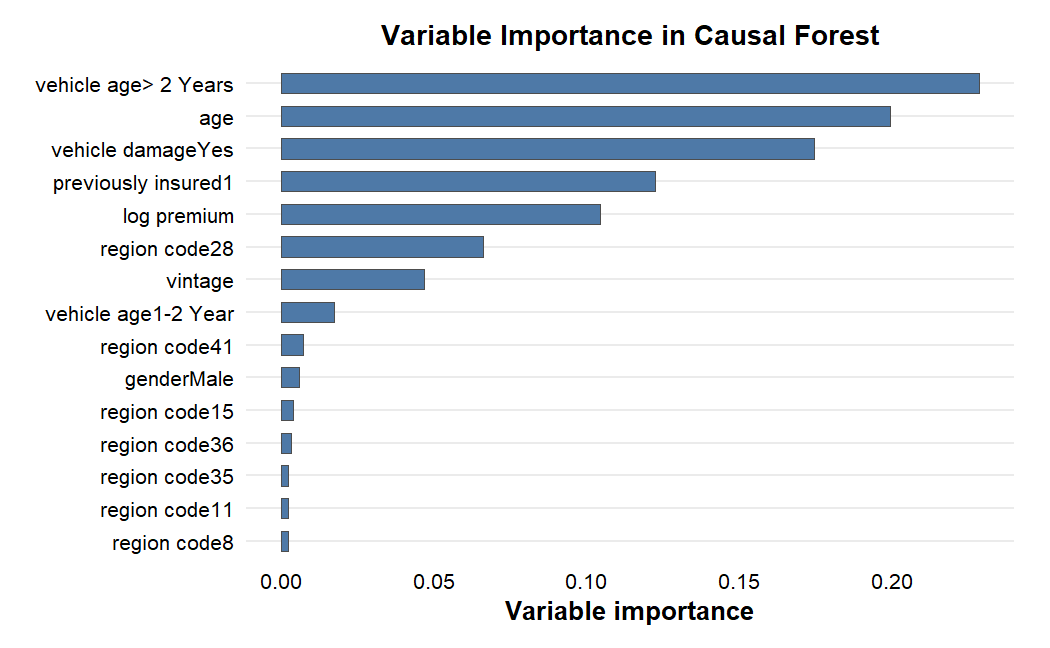 Variable Importance in Causal Forest
vehicle age> 2 Years
age
vehicle damageYes
previously insured1
log premium
region code28
vintage
vehicle age1-2 Year
region code41
genderMale
region code15
region code36
region code35
region code11
region code8
0.00 0.05 0.10 0.15 0.20
Variable importance